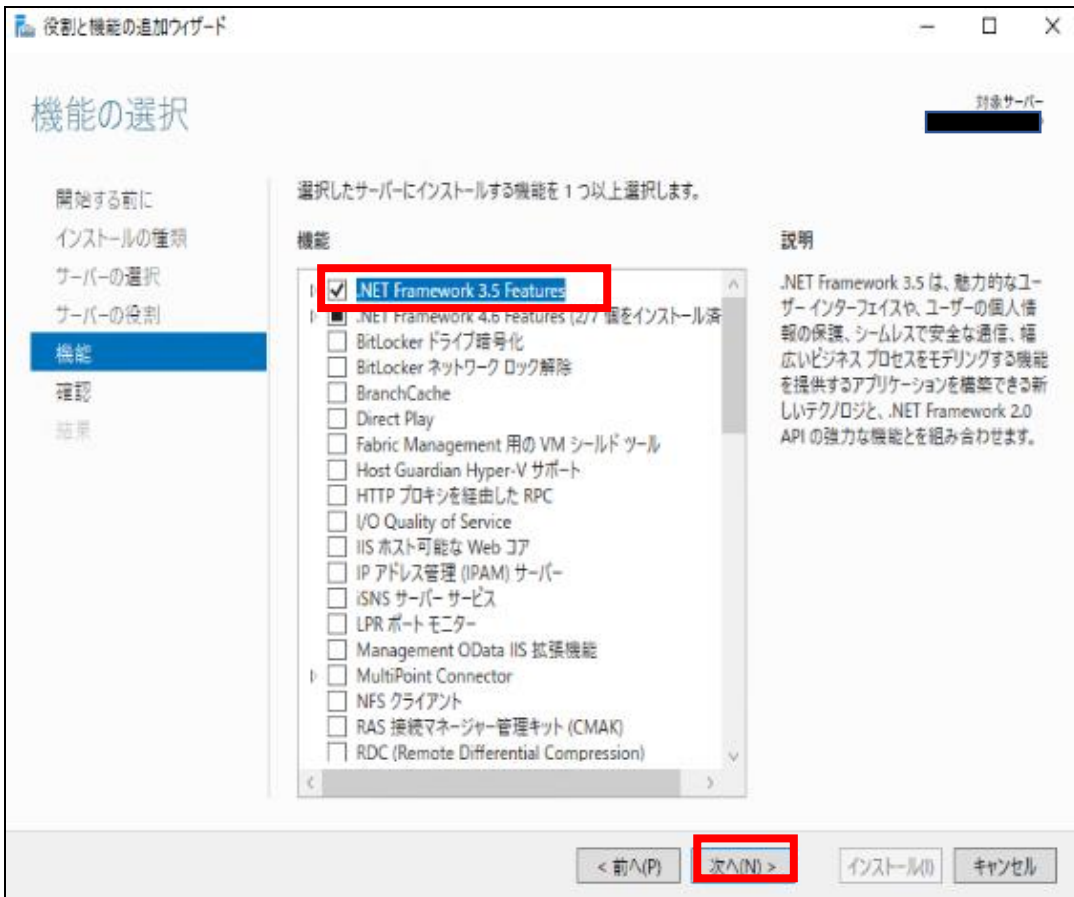 役割と機能の追加ウィザード
機能の選択
対象サーバー
開始する前に
インストールの種類
サーバーの選択
サーバーの役割
機能
確認
結果
選択したサーバーにインストールする機能を 1 つ以上選択します。
機能
.NET Framework 3.5 Features
.NET Framework 4.6 Features (2/7 個をインストール済
BitLocker ドライブ暗号化
BitLocker ネットワーク ロック解除
BranchCache
Direct Play
Fabric Management 用の VM シールド ツール
Host Guardian Hyper-V サポート
HTTP プロキシを経由した RPC
I/O Quality of Service
IIS ホスト可能な Web コア
IP アドレス管理 (IPAM) サーバー
iSNS サーバー サービス
LPR ポート モニター
Management OData IIS 拡張機能
MultiPoint Connector
NFS クライアント
RAS 接続マネージャー管理キット (CMAK)
RDC (Remote Differential Compression)
説明
.NET Framework 3.5 は、魅力的なユー
ザー インターフェイスや、ユーザーの個人情
報の保護、シームレスで安全な通信、幅
広いビジネス プロセスをモデリングする機能
を提供するアプリケーションを構築できる新
しいテクノロジと、.NET Framework 2.0
API の強力な機能とを組み合わせます。
< 前へ(P)
次へ(N) >
インストール(I)
キャンセル